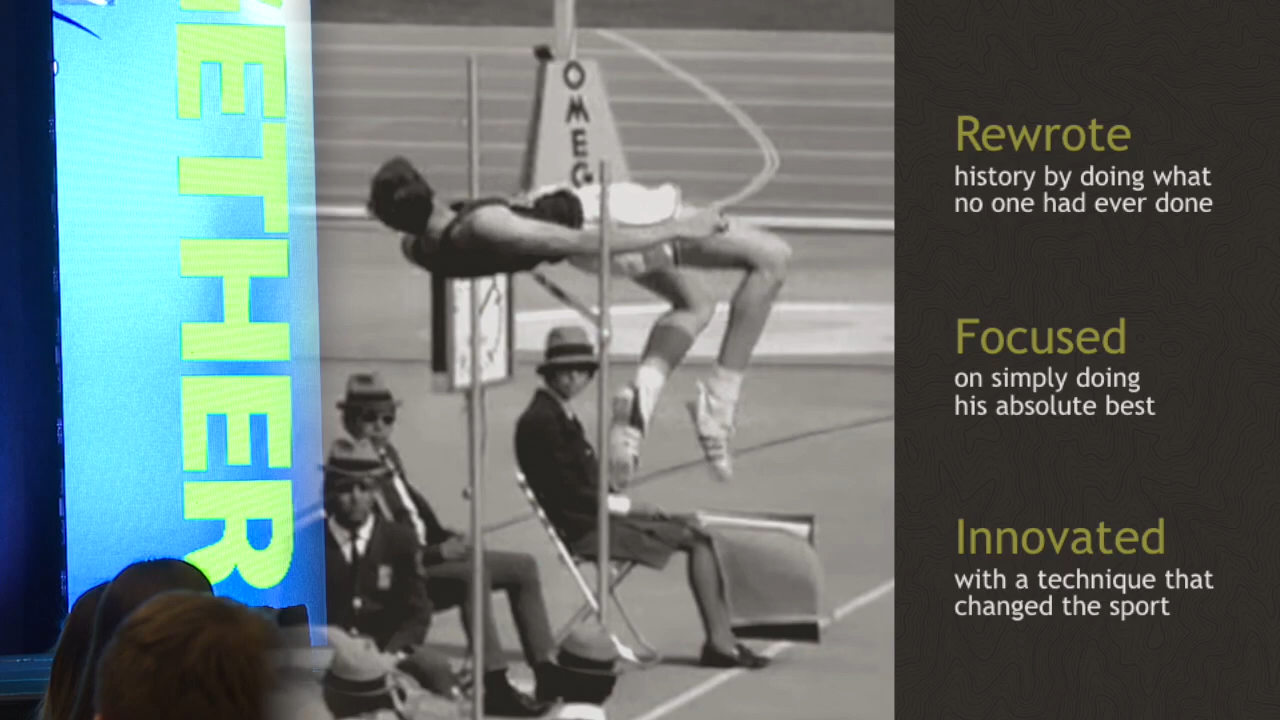 ETHER
OMEG
Rewrote
history by doing what
no one had ever done
Focused
on simply doing
his absolute best
Innovated
with a technique that
changed the sport